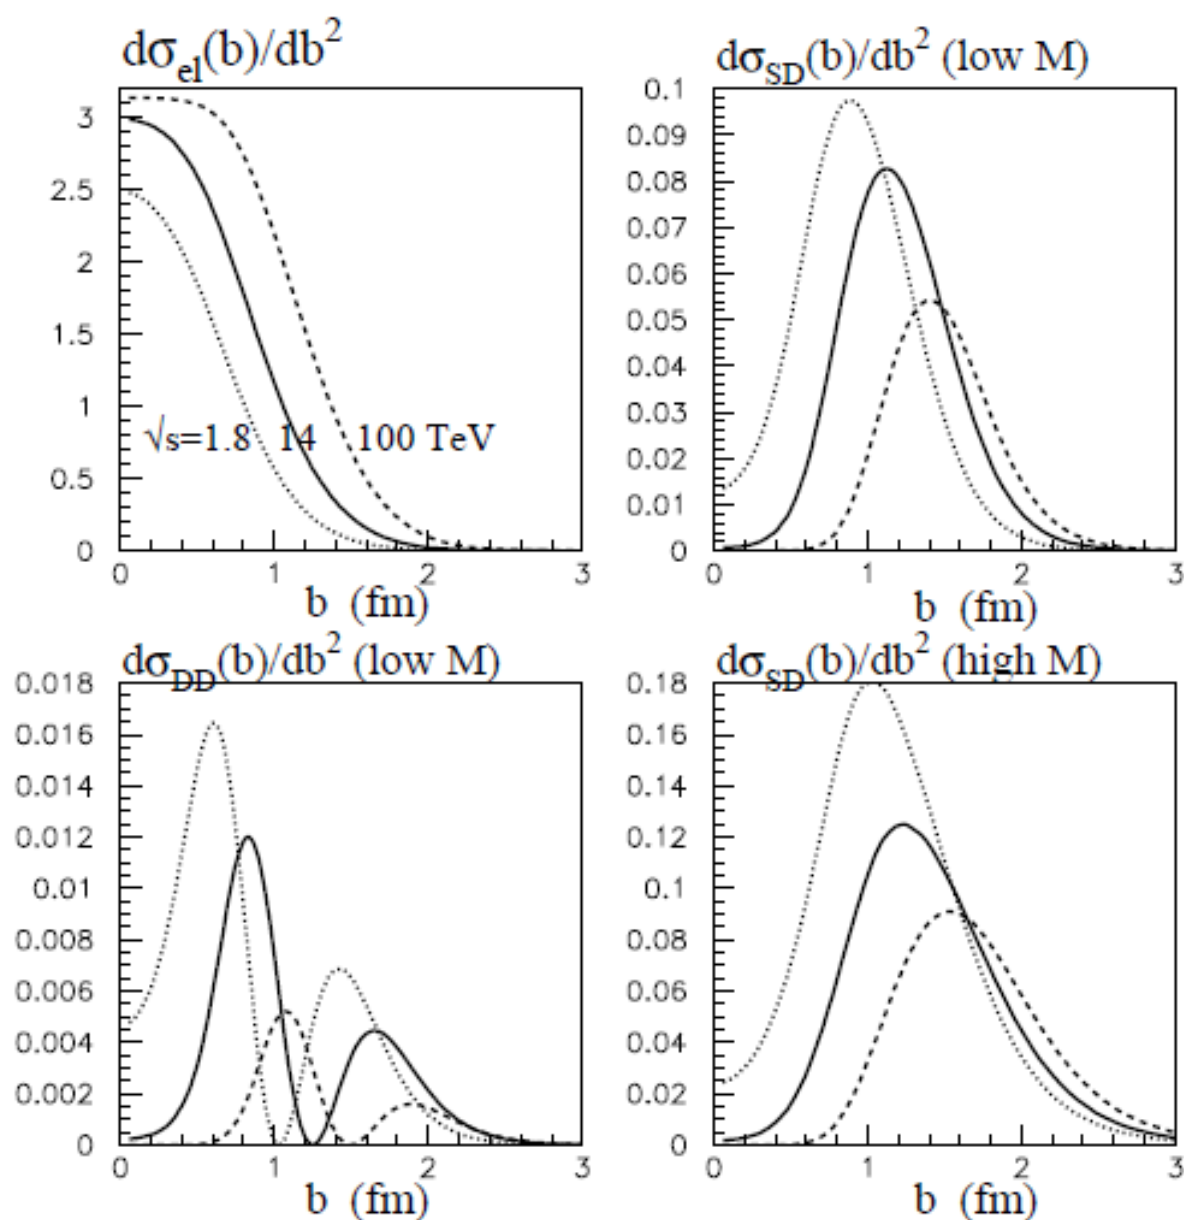 dσel(b)/db²
3
2.5
2
1.5
1
0.5
0
√s=1.8 14 100 TeV
0 1 2 3
b (fm)
dσSD(b)/db² (low M)
0.1
0.09
0.08
0.07
0.06
0.05
0.04
0.03
0.02
0.01
0
0 1 2 3
b (fm)
dσDD(b)/db² (low M)
0.018
0.016
0.014
0.012
0.01
0.008
0.006
0.004
0.002
0
0 1 2 3
b (fm)
dσSD(b)/db² (high M)
0.18
0.16
0.14
0.12
0.1
0.08
0.06
0.04
0.02
0
0 1 2 3
b (fm)